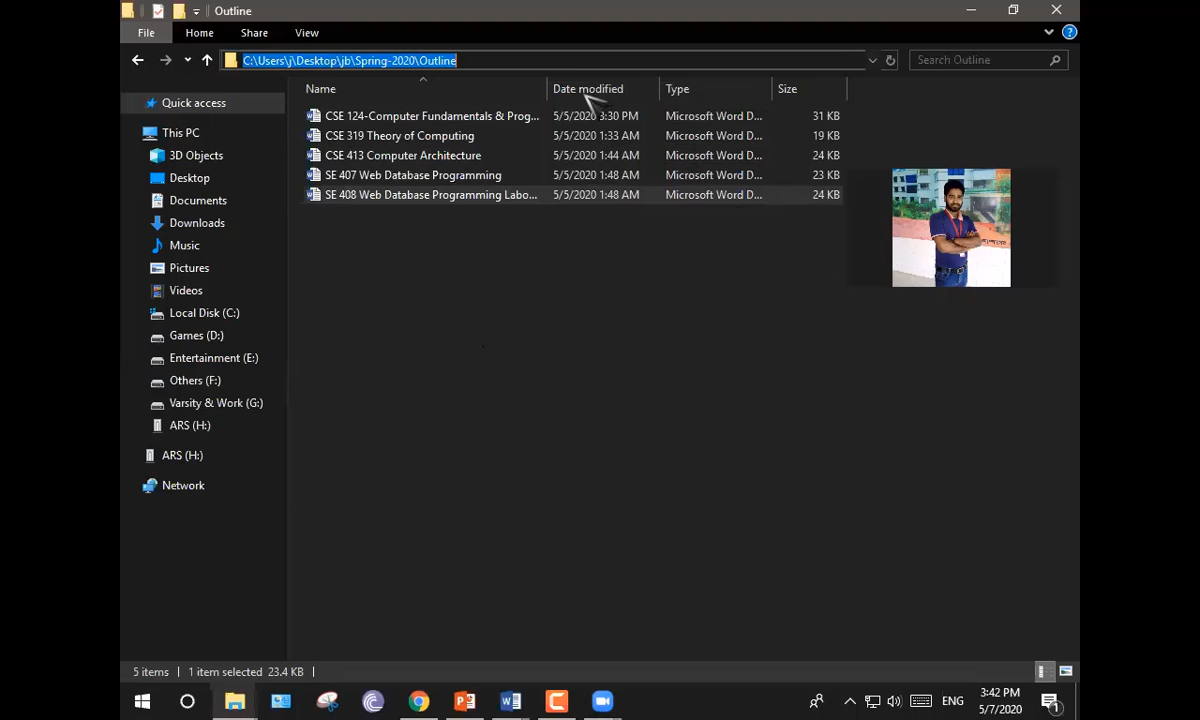 Outline
File Home Share View
C:\Users\j\Desktop\jb\Spring-2020\Outline Search Outline
Name Date modified Type Size
Quick access
This PC
3D Objects
Desktop
Documents
Downloads
Music
Pictures
Videos
Local Disk (C:)
Games (D:)
Entertainment (E:)
Others (F:)
Varsity & Work (G:)
ARS (H:)
ARS (H:)
Network
CSE 124-Computer Fundamentals & Prog... 5/5/2020 3:30 PM Microsoft Word D... 31 KB
CSE 319 Theory of Computing 5/5/2020 1:33 AM Microsoft Word D... 19 KB
CSE 413 Computer Architecture 5/5/2020 1:44 AM Microsoft Word D... 24 KB
SE 407 Web Database Programming 5/5/2020 1:48 AM Microsoft Word D... 23 KB
SE 408 Web Database Programming Labo... 5/5/2020 1:48 AM Microsoft Word D... 24 KB
5 items 1 item selected 23.4 KB
ENG
3:42 PM
5/7/2020
1